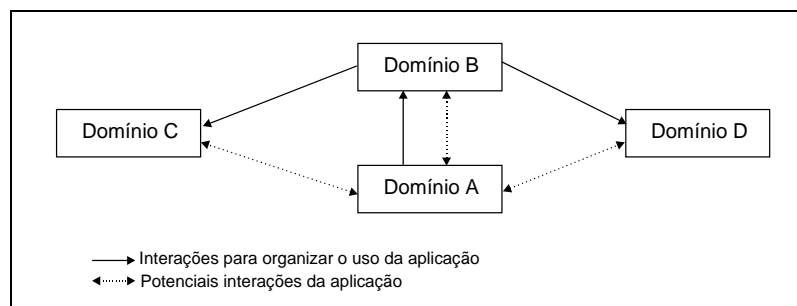 Domínio B
Domínio C
Domínio D
Domínio A
Interações para organizar o uso da aplicação
Potenciais interações da aplicação